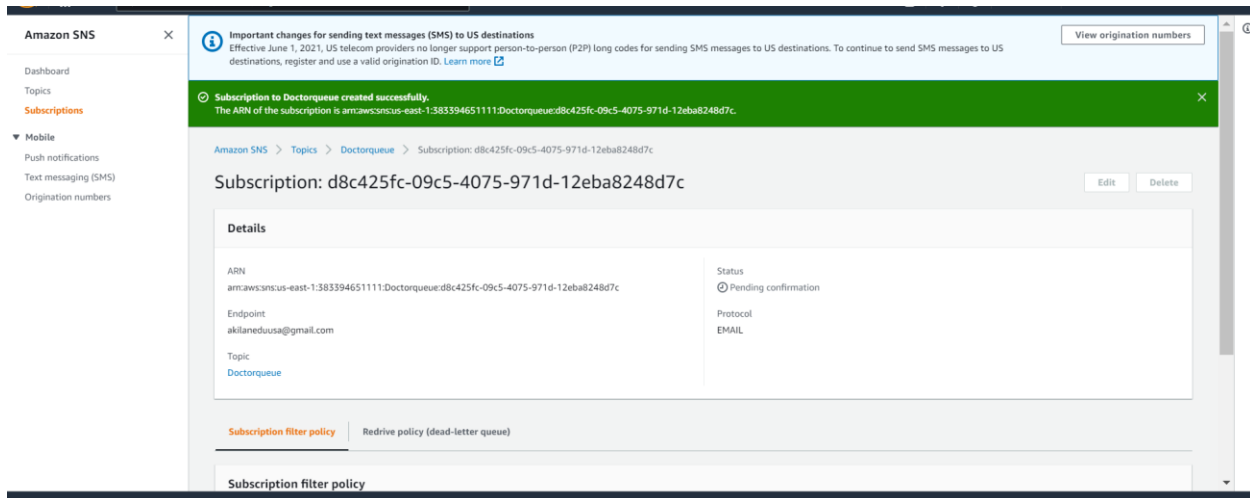 Amazon SNS
Dashboard
Topics
Subscriptions
Mobile
Push notifications
Text messaging (SMS)
Origination numbers
Important changes for sending text messages (SMS) to US destinations
Effective June 1, 2021, US telecom providers no longer support person-to-person (P2P) long codes for sending SMS messages to US destinations. To continue to send SMS messages to US
destinations, register and use a valid origination ID. Learn more
View origination numbers
Subscription to Doctorqueue created successfully.
The ARN of the subscription is arn:aws:sns:us-east-1:383394651111:Doctorqueue:d8c425fc-09c5-4075-971d-12eba8248d7c.
Amazon SNS > Topics > Doctorqueue > Subscription: d8c425fc-09c5-4075-971d-12eba8248d7c
Subscription: d8c425fc-09c5-4075-971d-12eba8248d7c
Edit
Delete
Details
ARN
arn:aws:sns:us-east-1:383394651111:Doctorqueue:d8c425fc-09c5-4075-971d-12eba8248d7c
Endpoint
akilaneduusa@gmail.com
Topic
Doctorqueue
Status
Pending confirmation
Protocol
EMAIL
Subscription filter policy
Redrive policy (dead-letter queue)
Subscription filter policy